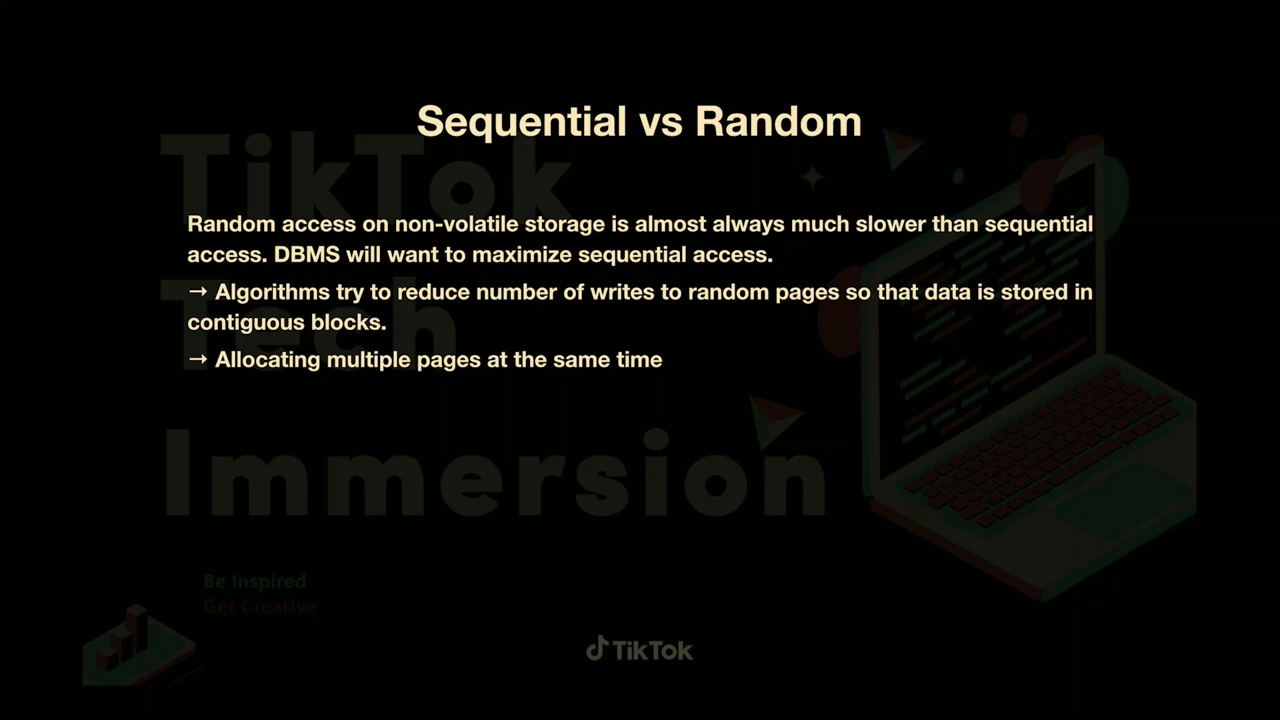 Sequential vs Random
TikTok
Random access on non-volatile storage is almost always much slower than sequential
access. DBMS will want to maximize sequential access.
→ Algorithms try to reduce number of writes to random pages so that data is stored in
contiguous blocks.
Tech
→ Allocating multiple pages at the same time
Immersion
Be Inspired
Get Creative
TikTok